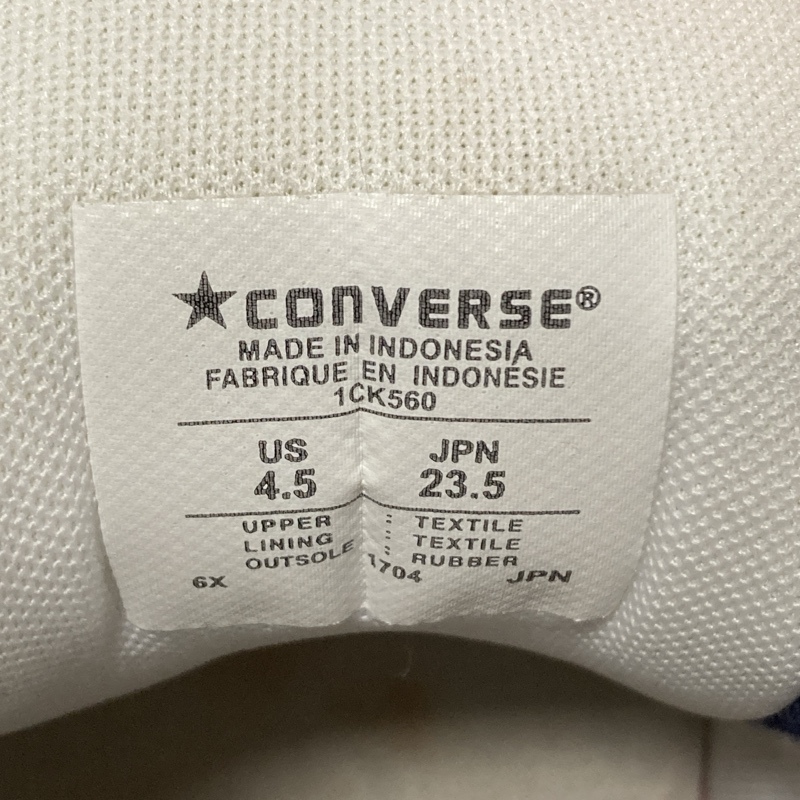 ★CONVERSE®
MADE IN INDONESIA
FABRIQUE EN INDONÉSIE
1CK560
US JPN
4.5 23.5
UPPER : TEXTILE
LINING : TEXTILE
OUTSOLE : RUBBER
6X 1704 JPN